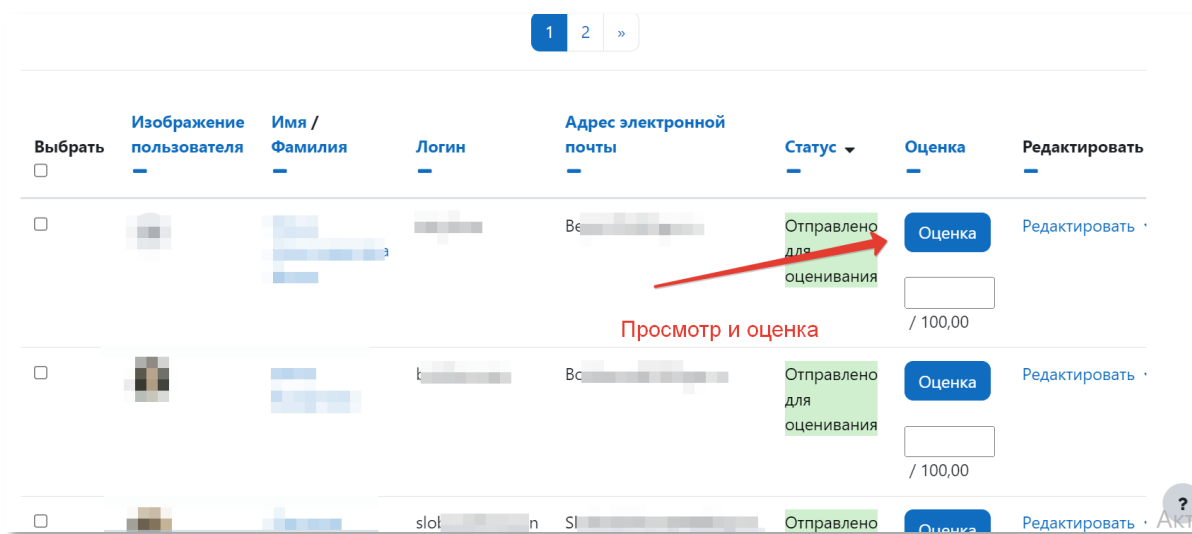 1 2 »
Изображение Имя / Адрес электронной
Выбрать пользователя Фамилия Логин почты Статус Оценка Редактировать
Отправлено Оценка Редактировать
для
оценивания
/ 100,00
Просмотр и оценка
Отправлено Оценка Редактировать
для
оценивания
/ 100,00
Отправлено Оценка Редактировать
?